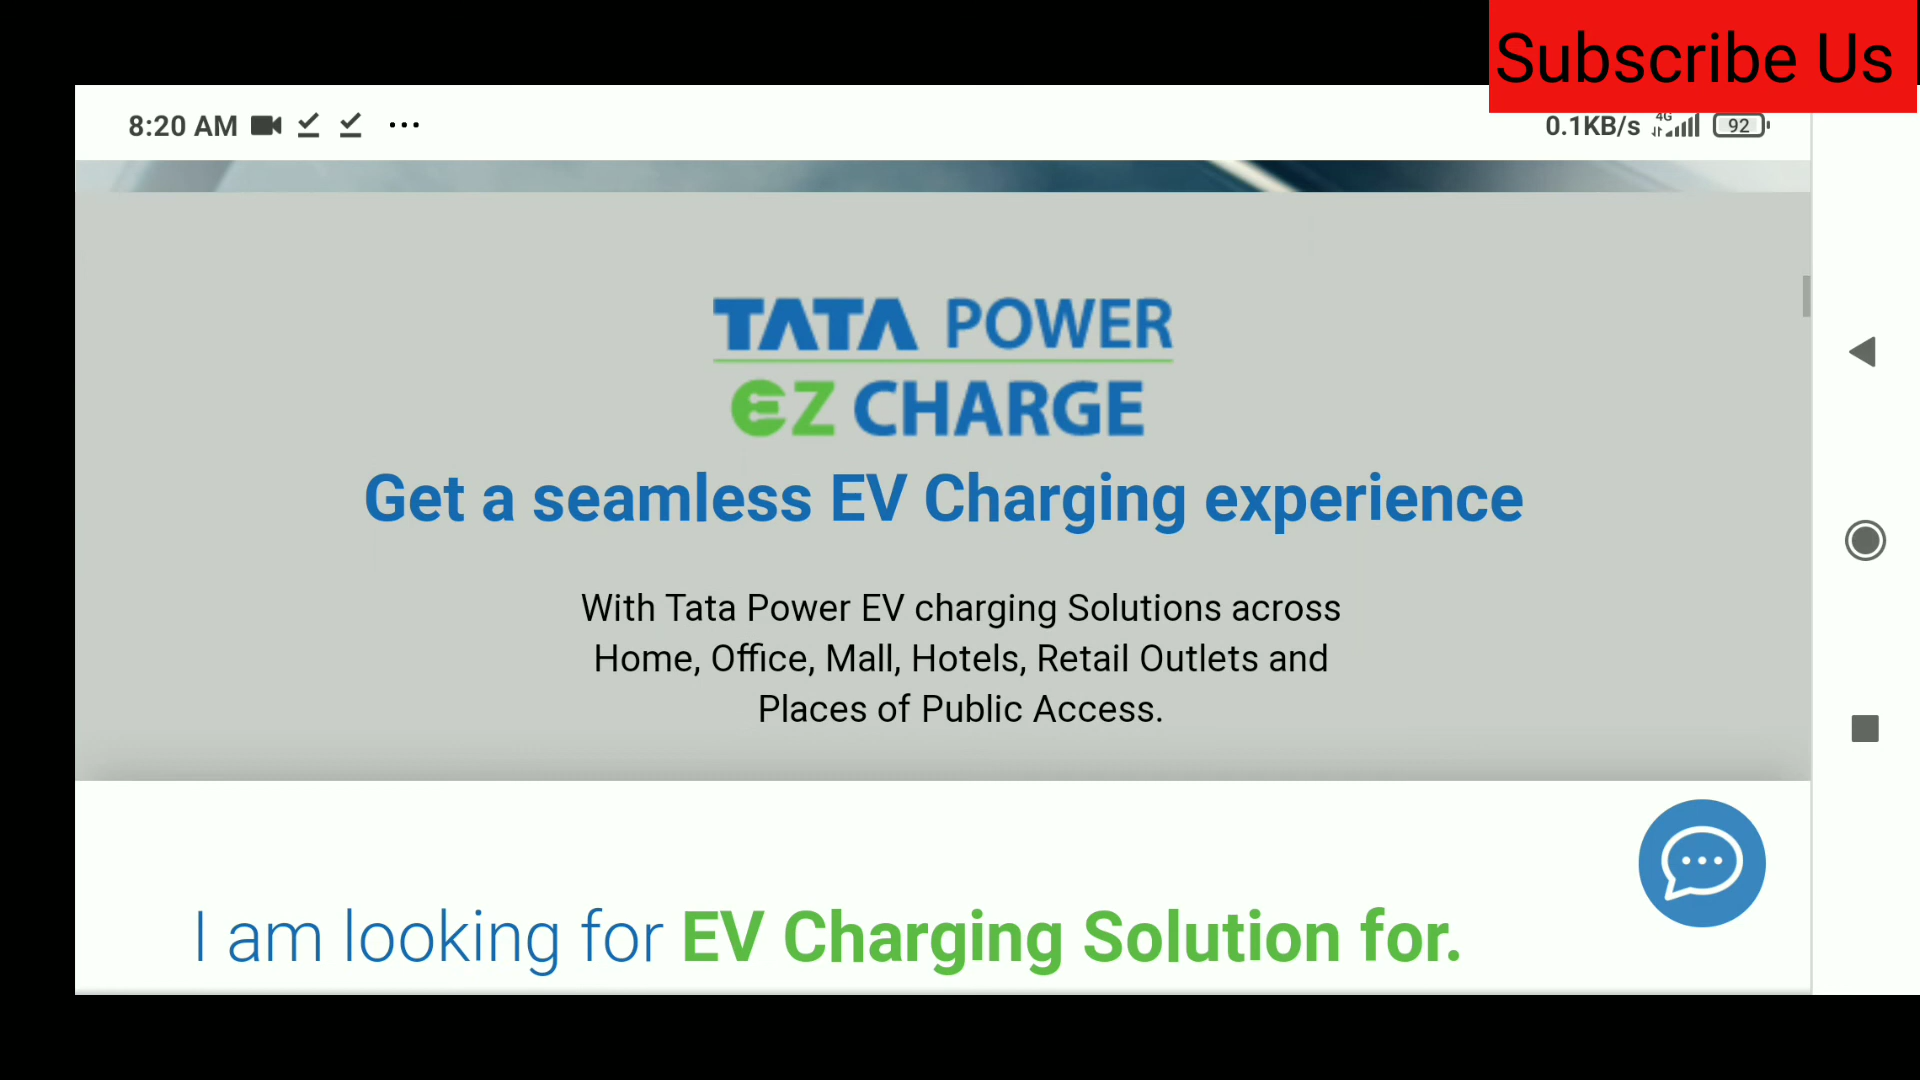 Subscribe Us
8:20 AM
0.1KB/s 4G 92
TATA POWER
EZ CHARGE
Get a seamless EV Charging experience
With Tata Power EV charging Solutions across
Home, Office, Mall, Hotels, Retail Outlets and
Places of Public Access.
I am looking for EV Charging Solution for.